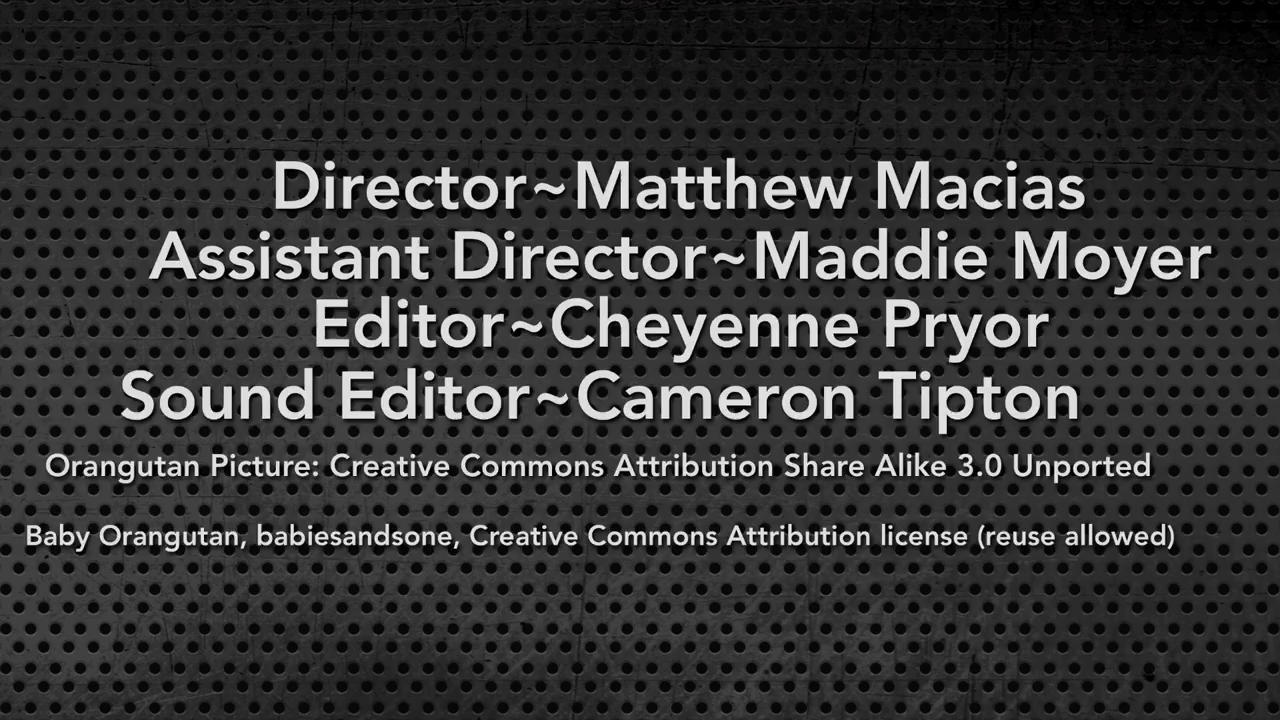 Director~Matthew Macias
Assistant Director~Maddie Moyer
Editor~Cheyenne Pryor
Sound Editor~Cameron Tipton
Orangutan Picture: Creative Commons Attribution Share Alike 3.0 Unported
Baby Orangutan, babiesandsone, Creative Commons Attribution license (reuse allowed)